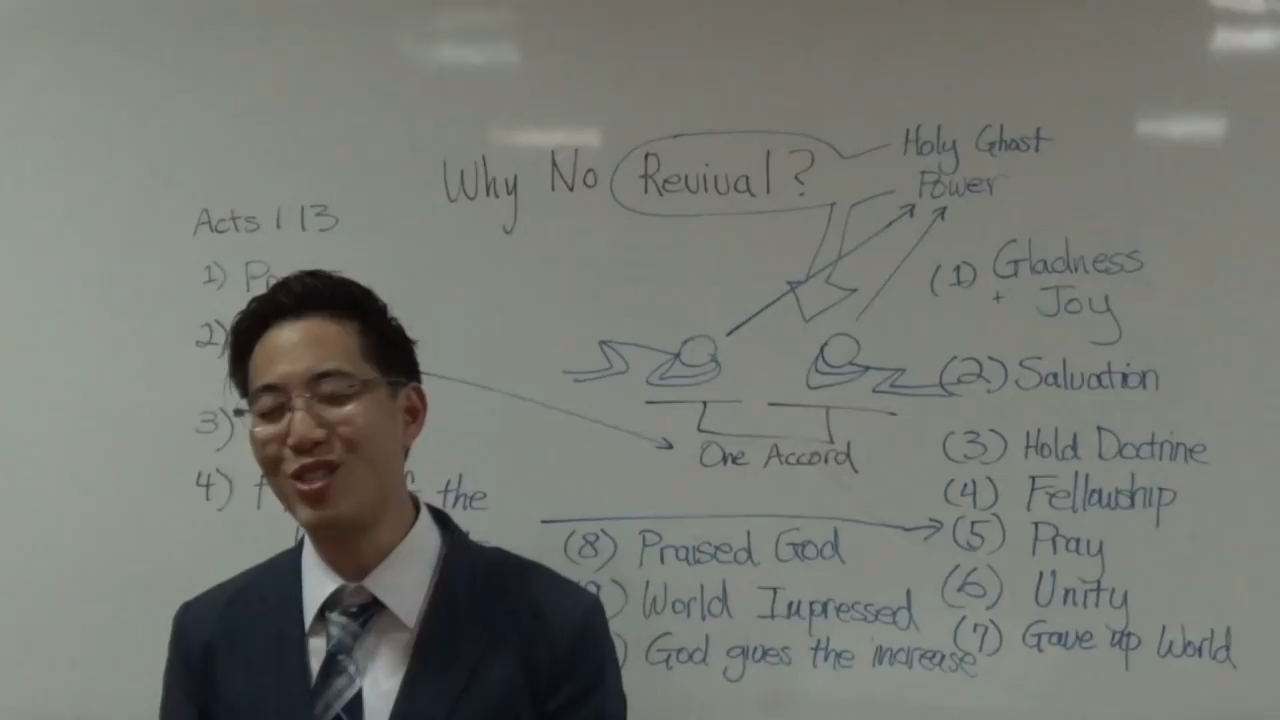 Why No Revival?
Holy Ghost
Power
Acts 1 13
1)
2)
3)
4) the
One Accord
(1) Gladness
+ Joy
(2) Salvation
(3) Hold Doctrine
(4) Fellowship
(5) Pray
(6) Unity
(7) Gave up World
(8) Praised God
) World Impressed
) God gives the increase